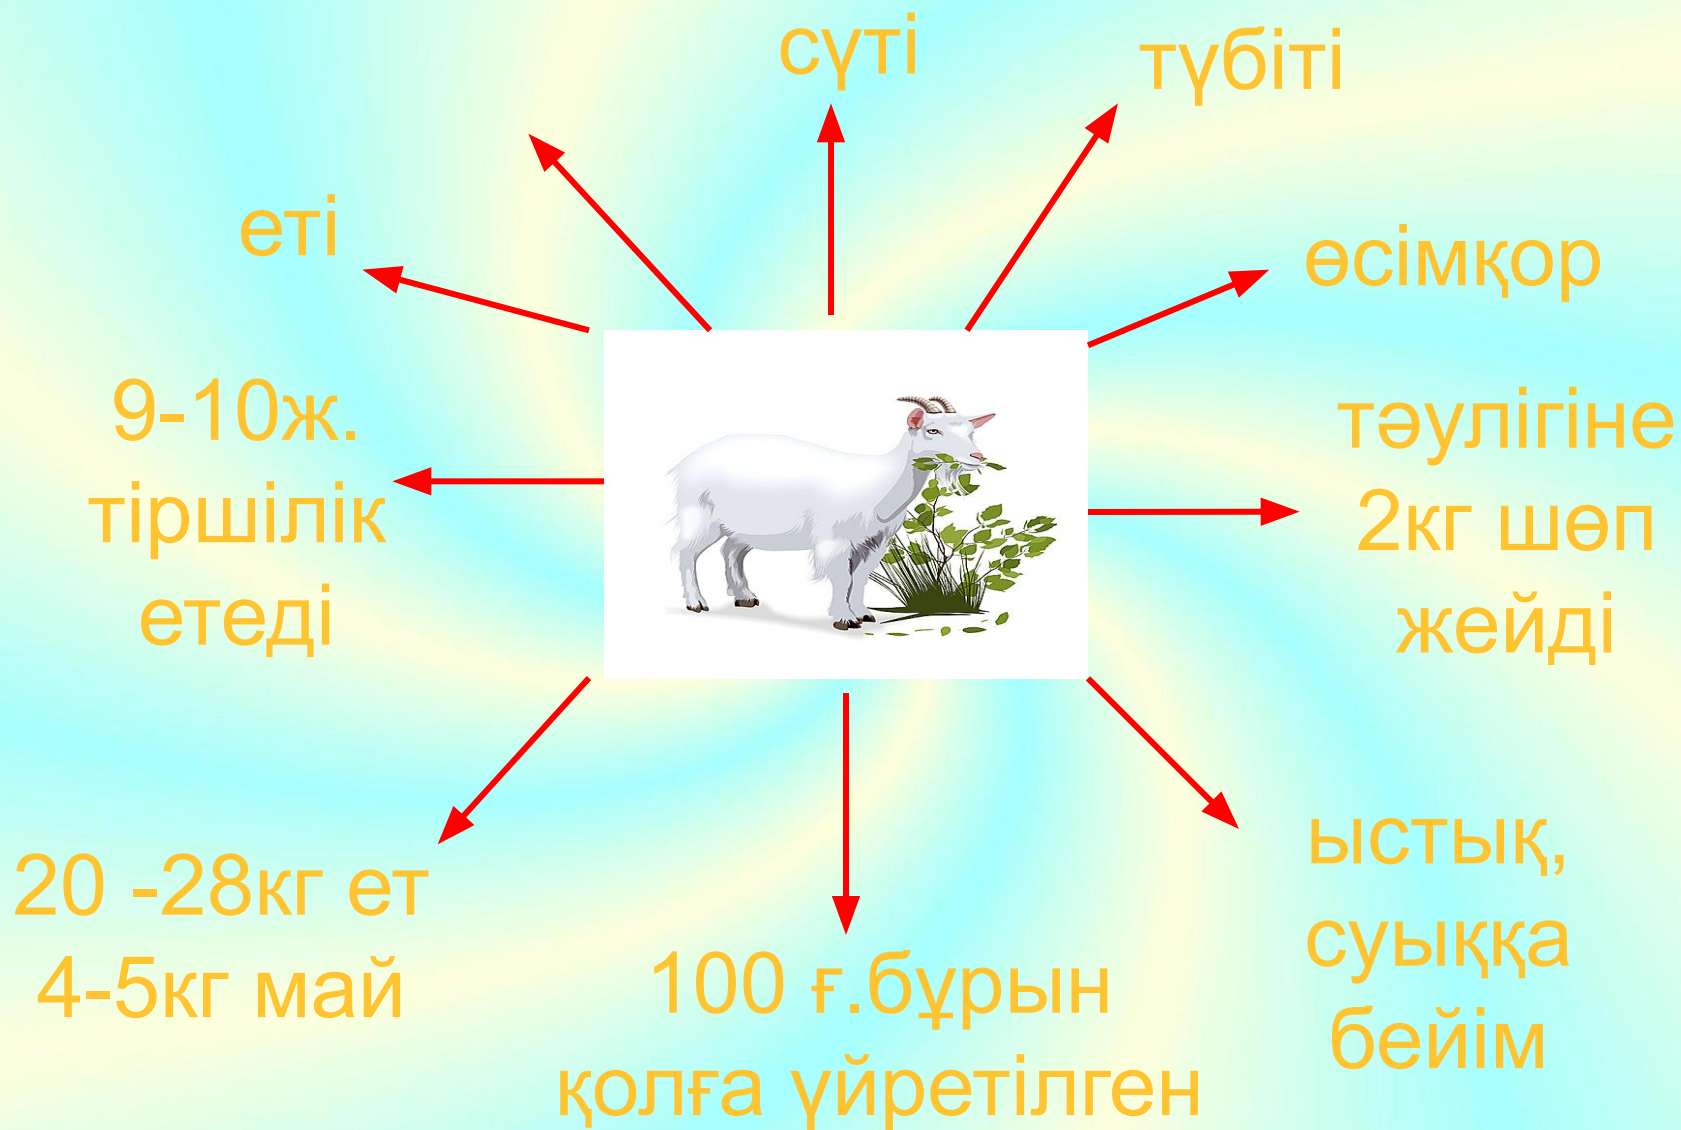 сүті
түбіті
еті
өсімқор
9-10ж.
тіршілік
етеді
тәулігіне
2кг шөп
жейді
20 -28кг ет
4-5кг май
100 ғ.бұрын
қолға үйретілген
ыстық,
суыққа
бейім